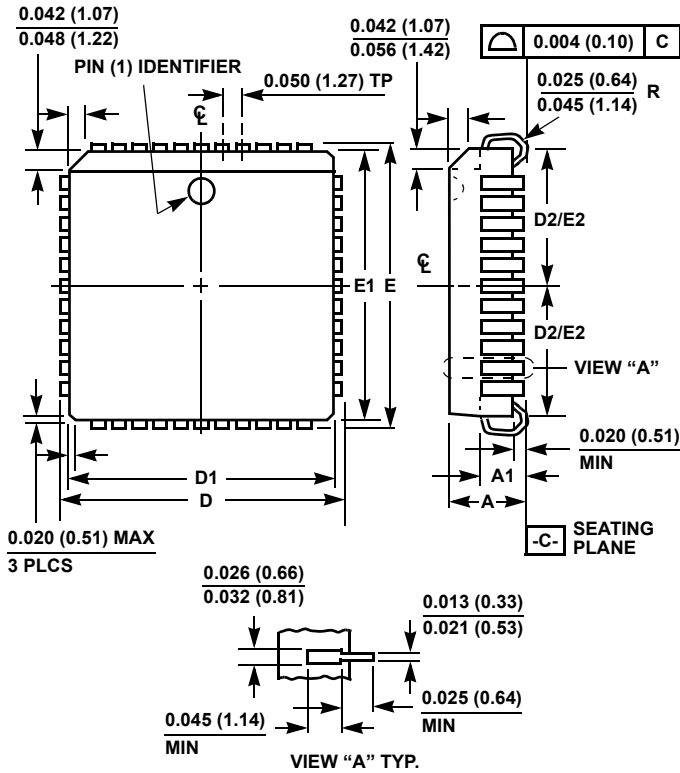 0.042 (1.07)
0.048 (1.22)
PIN (1) IDENTIFIER
0.050 (1.27) TP
℄
0.042 (1.07)
0.056 (1.42)
⌓ 0.004 (0.10) C
0.025 (0.64)
0.045 (1.14)
R
℄
D2/E2
E1 E
D2/E2
VIEW “A”
0.020 (0.51)
MIN
A1
A
D1
D
0.020 (0.51) MAX
3 PLCS
-C- SEATING
PLANE
0.026 (0.66)
0.032 (0.81)
0.013 (0.33)
0.021 (0.53)
0.025 (0.64)
MIN
0.045 (1.14)
MIN
VIEW “A” TYP.